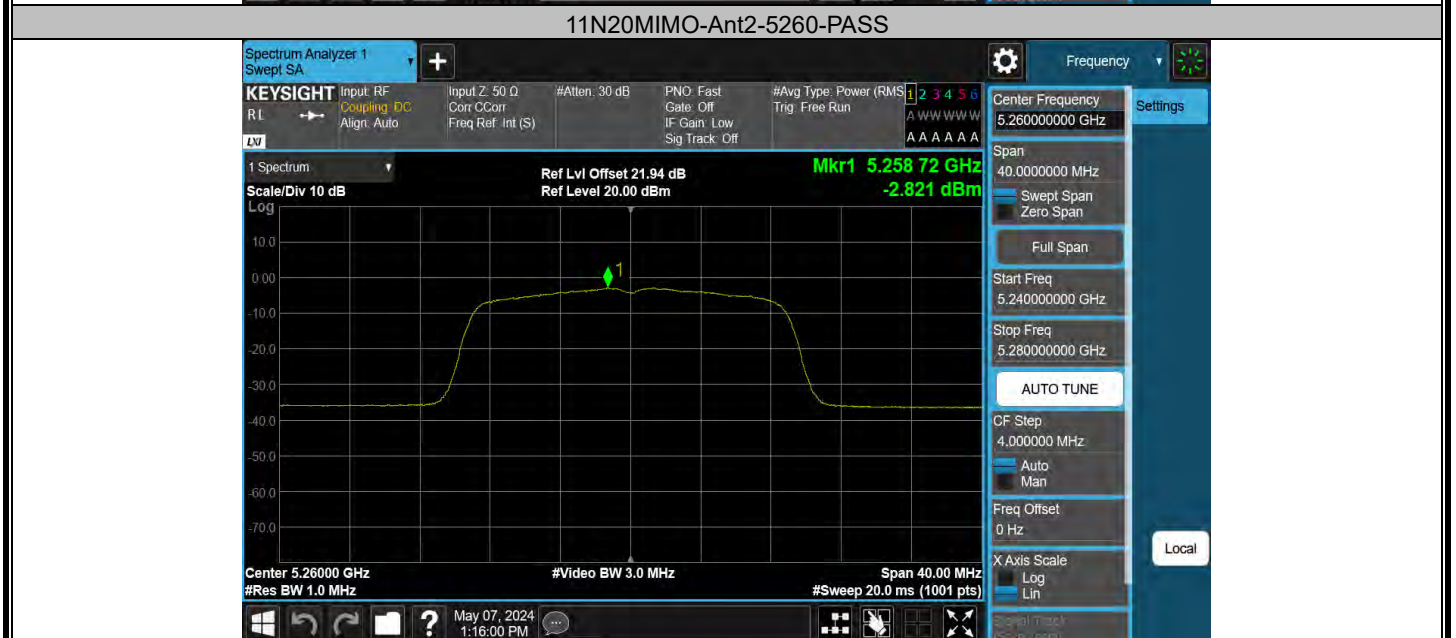 11N20MIMO-Ant2-5260-PASS
Spectrum Analyzer 1
Swept SA
+
Frequency
KEYSIGHT
RL
LXI
Input: RF
Coupling: DC
Align: Auto
Input Z: 50 Ω
Corr CCorr
Freq Ref: Int (S)
#Atten: 30 dB
PNO: Fast
Gate: Off
IF Gain: Low
Sig Track: Off
#Avg Type: Power (RMS
Trig: Free Run
1 2 3 4 5 6
A WW WW W
A A A A A A
1 Spectrum
Scale/Div 10 dB
Log
Ref Lvl Offset 21.94 dB
Ref Level 20.00 dBm
Mkr1 5.258 72 GHz
-2.821 dBm
10.0
0.00
-10.0
-20.0
-30.0
-40.0
-50.0
-60.0
-70.0
1
Center 5.26000 GHz
#Res BW 1.0 MHz
#Video BW 3.0 MHz
Span 40.00 MHz
#Sweep 20.0 ms (1001 pts)
Center Frequency
5.260000000 GHz
Settings
Span
40.0000000 MHz
Swept Span
Zero Span
Full Span
Start Freq
5.240000000 GHz
Stop Freq
5.280000000 GHz
AUTO TUNE
CF Step
4.000000 MHz
Auto
Man
Freq Offset
0 Hz
X Axis Scale
Log
Lin
Local
Signal Track
?
May 07, 2024
1:16:00 PM